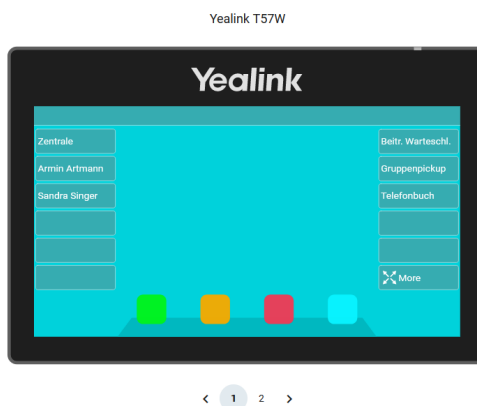 Yealink T57W
Yealink
Zentrale
Armin Artmann
Sandra Singer
Beitr. Warteschl.
Gruppenpickup
Telefonbuch
More
1 2